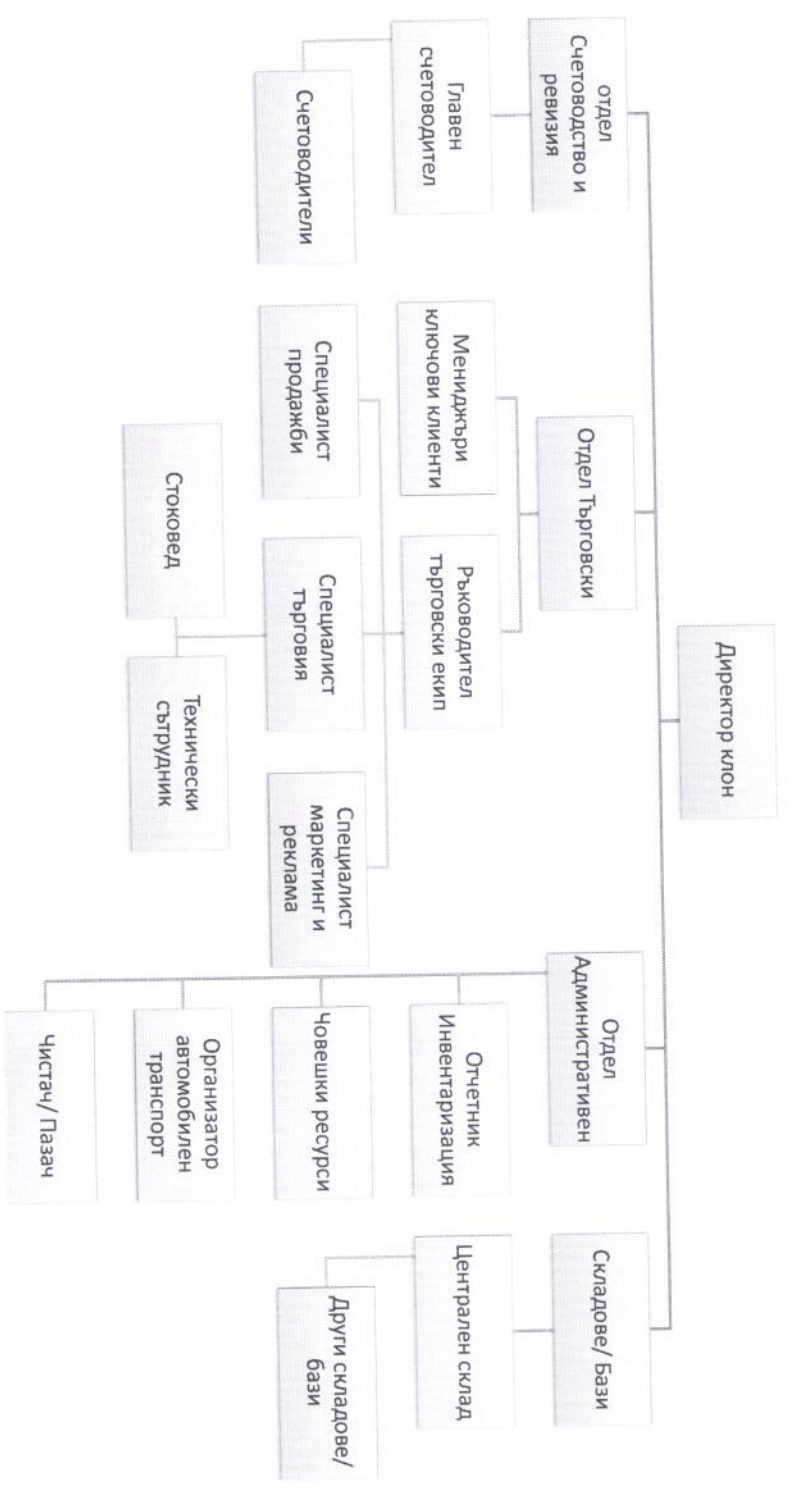 Директор клон
отдел
Счетоводство и
ревизия
Отдел Търговски
Отдел
Административен
Складове/ Бази
Главен
счетоводител
Мениджъри
ключови клиенти
Ръководител
търговски екип
Отчетник
Инвентаризация
Централен склад
Счетоводители
Специалист
продажби
Специалист
търговия
Специалист
маркетинг и
реклама
Човешки ресурси
Други складове/
бази
Стоковед
Технически
сътрудник
Организатор
автомобилен
транспорт
Чистач/ Пазач